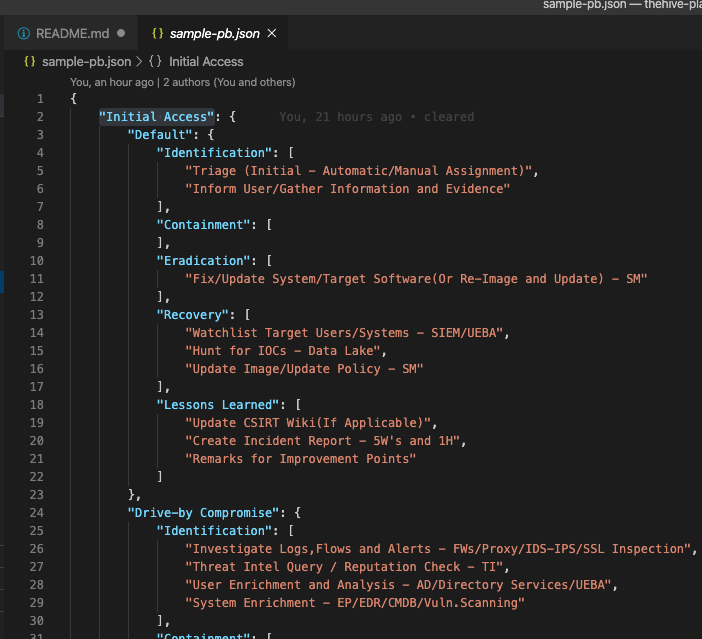 sample-pb.json — thehive-pla
README.md ● {} sample-pb.json ×
{} sample-pb.json > {} Initial Access
You, an hour ago | 2 authors (You and others)
1 {
2 "Initial Access": { You, 21 hours ago • cleared
3 "Default": {
4 "Identification": [
5 "Triage (Initial - Automatic/Manual Assignment)",
6 "Inform User/Gather Information and Evidence"
7 ],
8 "Containment": [
9 ],
10 "Eradication": [
11 "Fix/Update System/Target Software(Or Re-Image and Update) - SM"
12 ],
13 "Recovery": [
14 "Watchlist Target Users/Systems - SIEM/UEBA",
15 "Hunt for IOCs - Data Lake",
16 "Update Image/Update Policy - SM"
17 ],
18 "Lessons Learned": [
19 "Update CSIRT Wiki(If Applicable)",
20 "Create Incident Report - 5W's and 1H",
21 "Remarks for Improvement Points"
22 ]
23 },
24 "Drive-by Compromise": {
25 "Identification": [
26 "Investigate Logs,Flows and Alerts - FWs/Proxy/IDS-IPS/SSL Inspection",
27 "Threat Intel Query / Reputation Check - TI",
28 "User Enrichment and Analysis - AD/Directory Services/UEBA",
29 "System Enrichment - EP/EDR/CMDB/Vuln.Scanning"
30 ],
31 "Containment": [